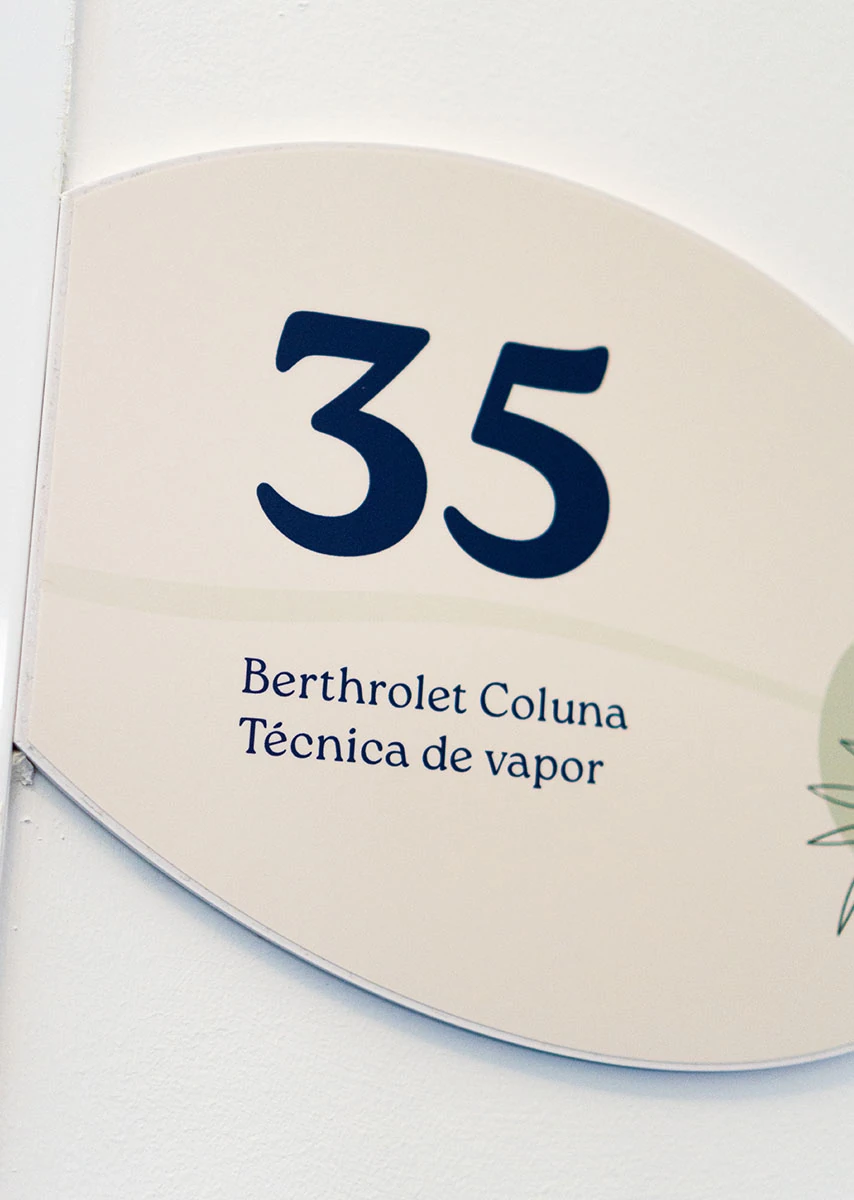 35
Berthrolet Coluna
Técnica de vapor